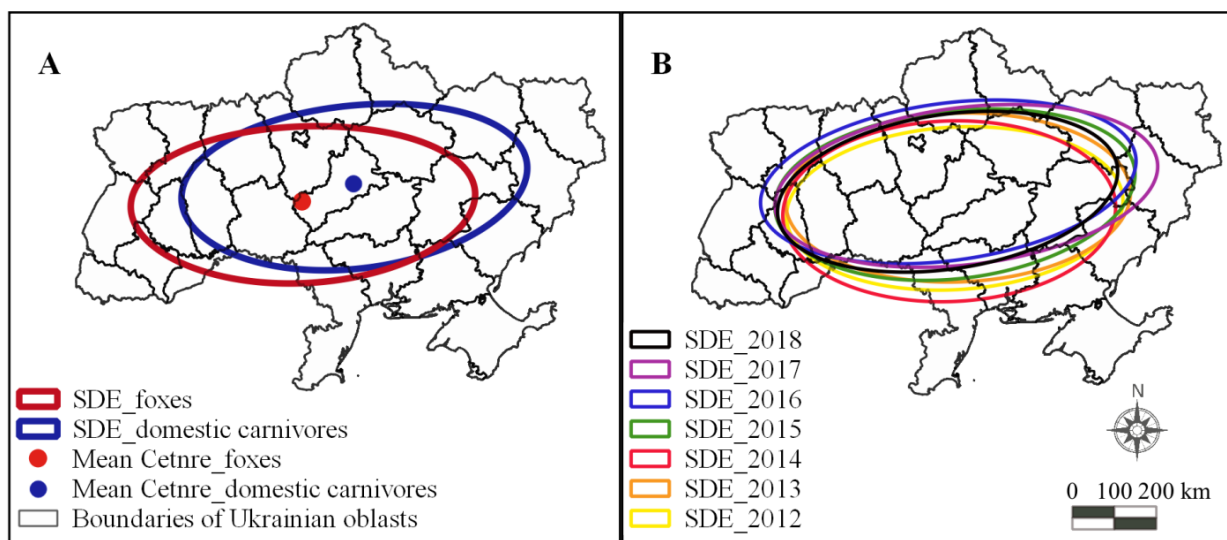 A
SDE_foxes
SDE_domestic carnivores
Mean Cetnre_foxes
Mean Cetnre_domestic carnivores
Boundaries of Ukrainian oblasts
B
SDE_2018
SDE_2017
SDE_2016
SDE_2015
SDE_2014
SDE_2013
SDE_2012
N
0 100 200 km